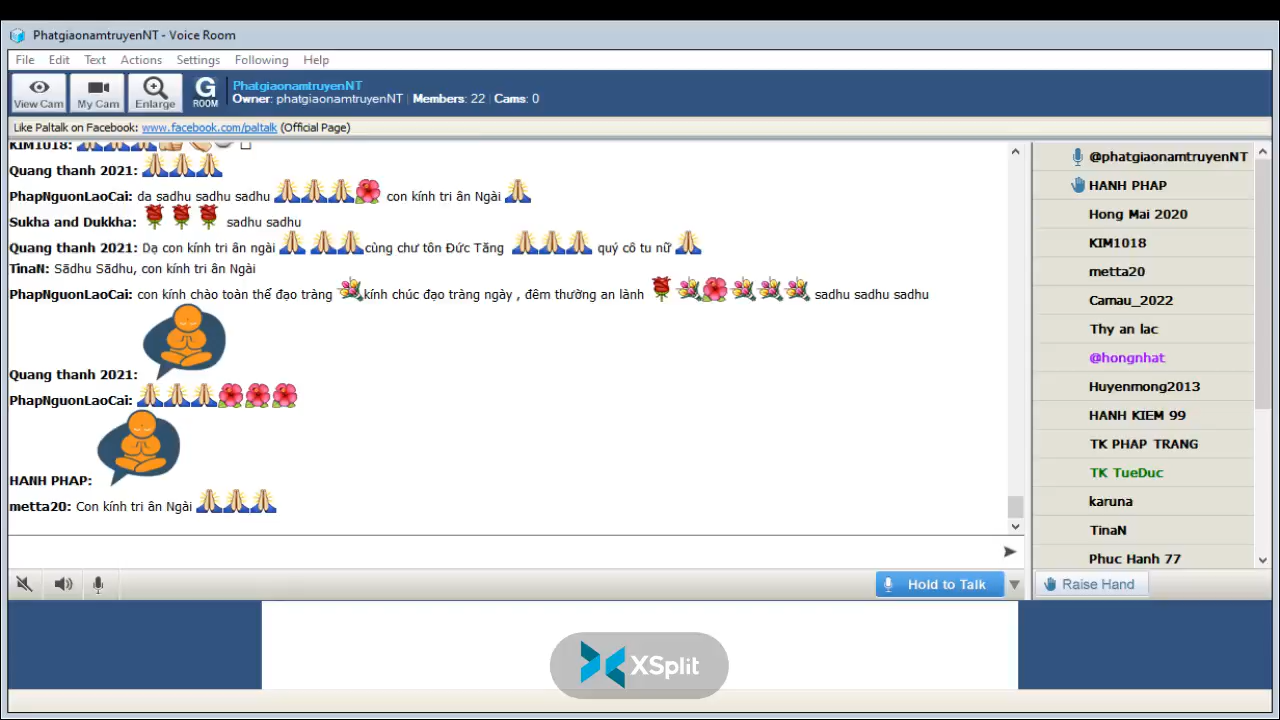 PhatgiaonamtruyenNT - Voice Room
File Edit Text Actions Settings Following Help
View Cam My Cam Enlarge G ROOM
PhatgiaonamtruyenNT
Owner: phatgiaonamtruyenNT Members: 22 Cams: 0
Like Paltalk on Facebook: www.facebook.com/paltalk (Official Page)
KIM1018:
Quang thanh 2021:
PhapNguonLaoCai: da sadhu sadhu sadhu con kính tri ân Ngài
Sukha and Dukkha: sadhu sadhu
Quang thanh 2021: Dạ con kính tri ân ngài cùng chư tôn Đức Tăng quý cô tu nữ
TinaN: Sādhu Sādhu, con kính tri ân Ngài
PhapNguonLaoCai: con kính chào toàn thể đạo tràng kính chúc đạo tràng ngày , đêm thường an lành sadhu sadhu sadhu
Quang thanh 2021:
PhapNguonLaoCai:
HANH PHAP:
metta20: Con kính tri ân Ngài
@phatgiaonamtruyenNT
HANH PHAP
Hong Mai 2020
KIM1018
metta20
Camau_2022
Thy an lac
@hongnhat
Huyenmong2013
HANH KIEM 99
TK PHAP TRANG
TK TueDuc
karuna
TinaN
Phuc Hanh 77
Hold to Talk
Raise Hand
XSplit